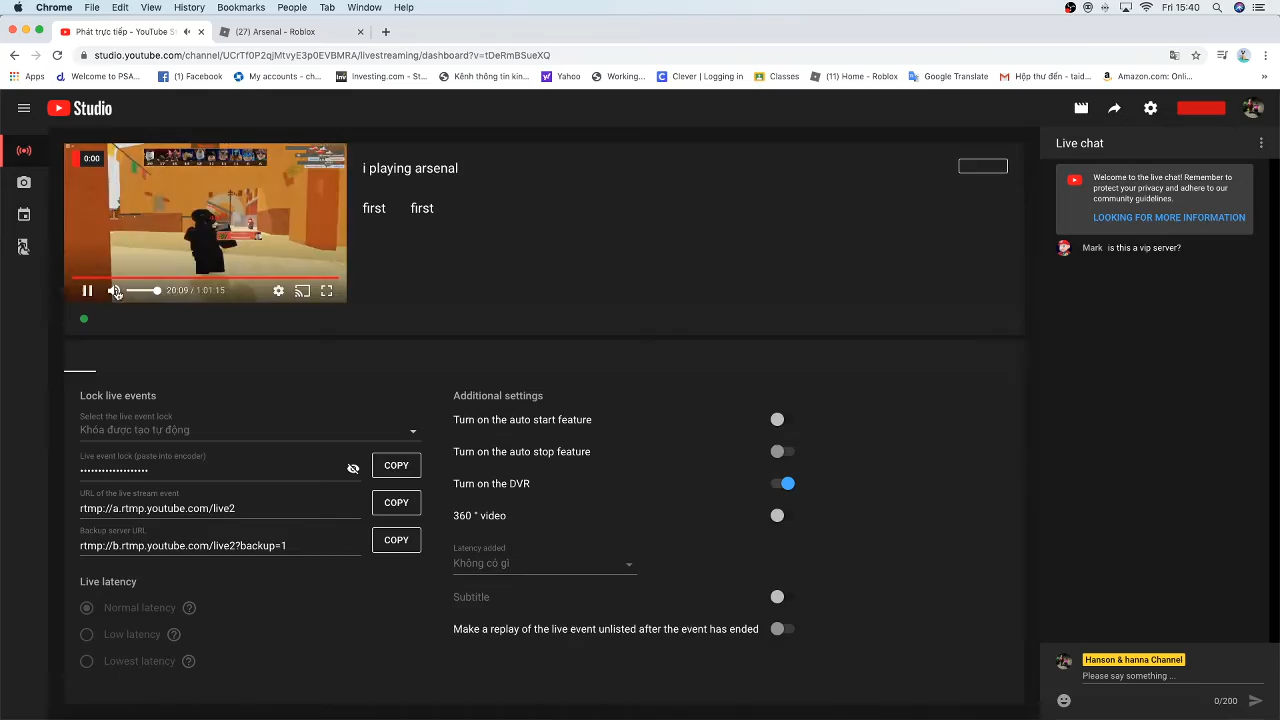 Chrome File Edit View History Bookmarks People Tab Window Help Fri 15:40
Phát trực tiếp - YouTube St (27) Arsenal - Roblox
studio.youtube.com/channel/UCrTf0P2qjMtvyE3p0EVBMRA/livestreaming/dashboard?v=tDeRmBSueXQ
Apps Welcome to PSA... (1) Facebook My accounts - ch... investing.com - St... Kênh thông tin kin... Yahoo Working... Clever | Logging in Classes (11) Home - Roblox Google Translate Hộp thư đến - taid... Amazon.com: Onli...
Studio
Live chat
0:00
i playing arsenal
first first
Welcome to the live chat! Remember to
protect your privacy and adhere to our
community guidelines.
LOOKING FOR MORE INFORMATION
Mark is this a vip server?
20:09 / 1:01:15
Lock live events
Select the live event lock
Khóa được tạo tự động
Live event lock (paste into encoder)
••••••••••••••••••• COPY
URL of the live stream event
rtmp://a.rtmp.youtube.com/live2 COPY
Backup server URL
rtmp://b.rtmp.youtube.com/live2?backup=1 COPY
Live latency
Normal latency
Low latency
Lowest latency
Additional settings
Turn on the auto start feature
Turn on the auto stop feature
Turn on the DVR
360 ° video
Latency added
Không có gì
Subtitle
Make a replay of the live event unlisted after the event has ended
Hanson & hanna Channel
Please say something ...
0/200